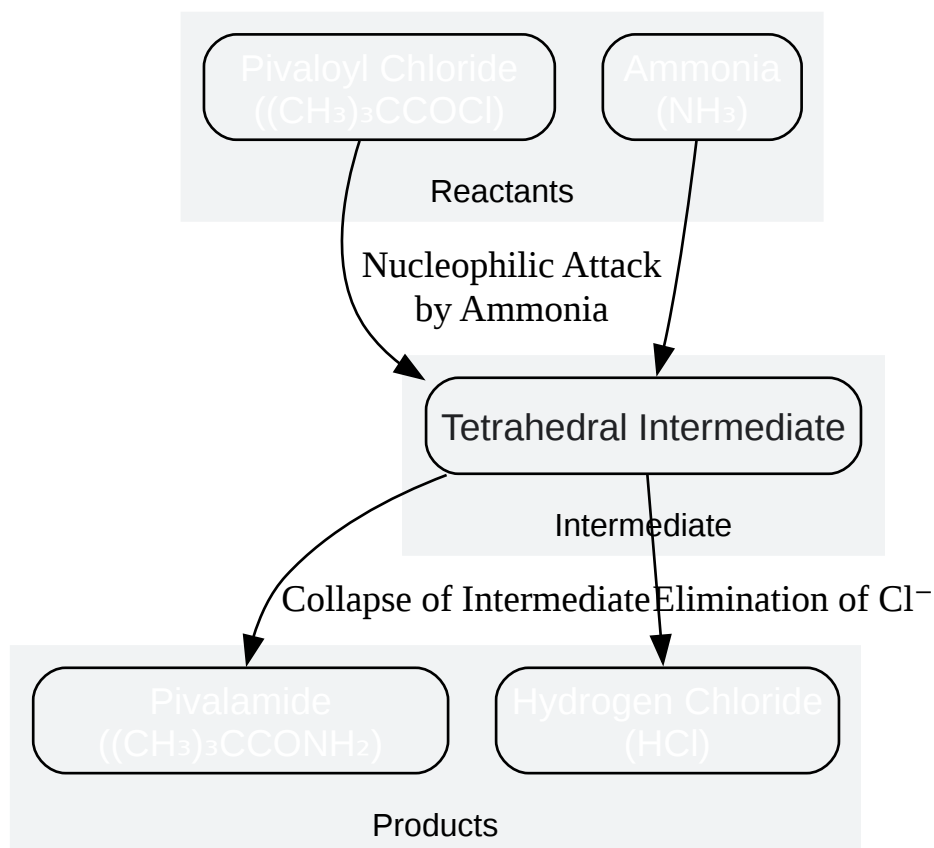 Pivaloyl Chloride
((CH₃)₃CCOCl)
Ammonia
(NH₃)
Reactants
Nucleophilic Attack
by Ammonia
Tetrahedral Intermediate
Intermediate
Collapse of Intermediate
Elimination of Cl⁻
Pivalamide
((CH₃)₃CCONH₂)
Hydrogen Chloride
(HCl)
Products